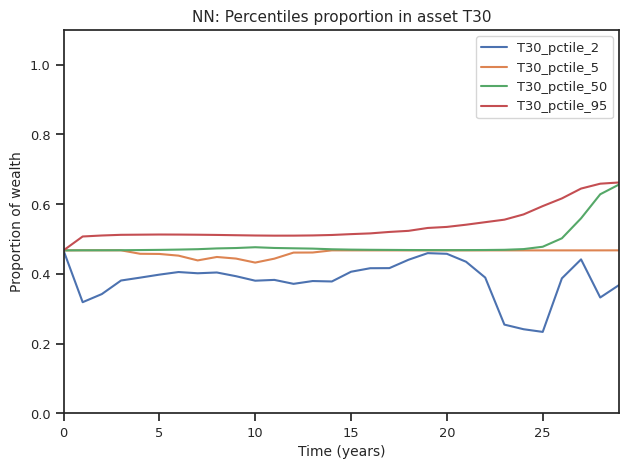 NN: Percentiles proportion in asset T30
T30_pctile_2
T30_pctile_5
T30_pctile_50
T30_pctile_95
Proportion of wealth
1.0
0.8
0.6
0.4
0.2
0.0
0 5 10 15 20 25
Time (years)